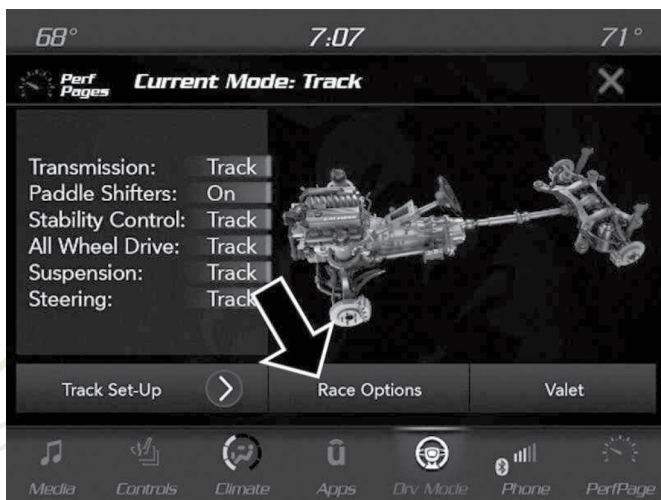 68°
7:07
71°
Perf Pages
Current Mode: Track
Transmission: Track
Paddle Shifters: On
Stability Control: Track
All Wheel Drive: Track
Suspension: Track
Steering: Track
Track Set-Up
Race Options
Valet
Media
Controls
Climate
Apps
Drv Mode
Phone
PerfPage